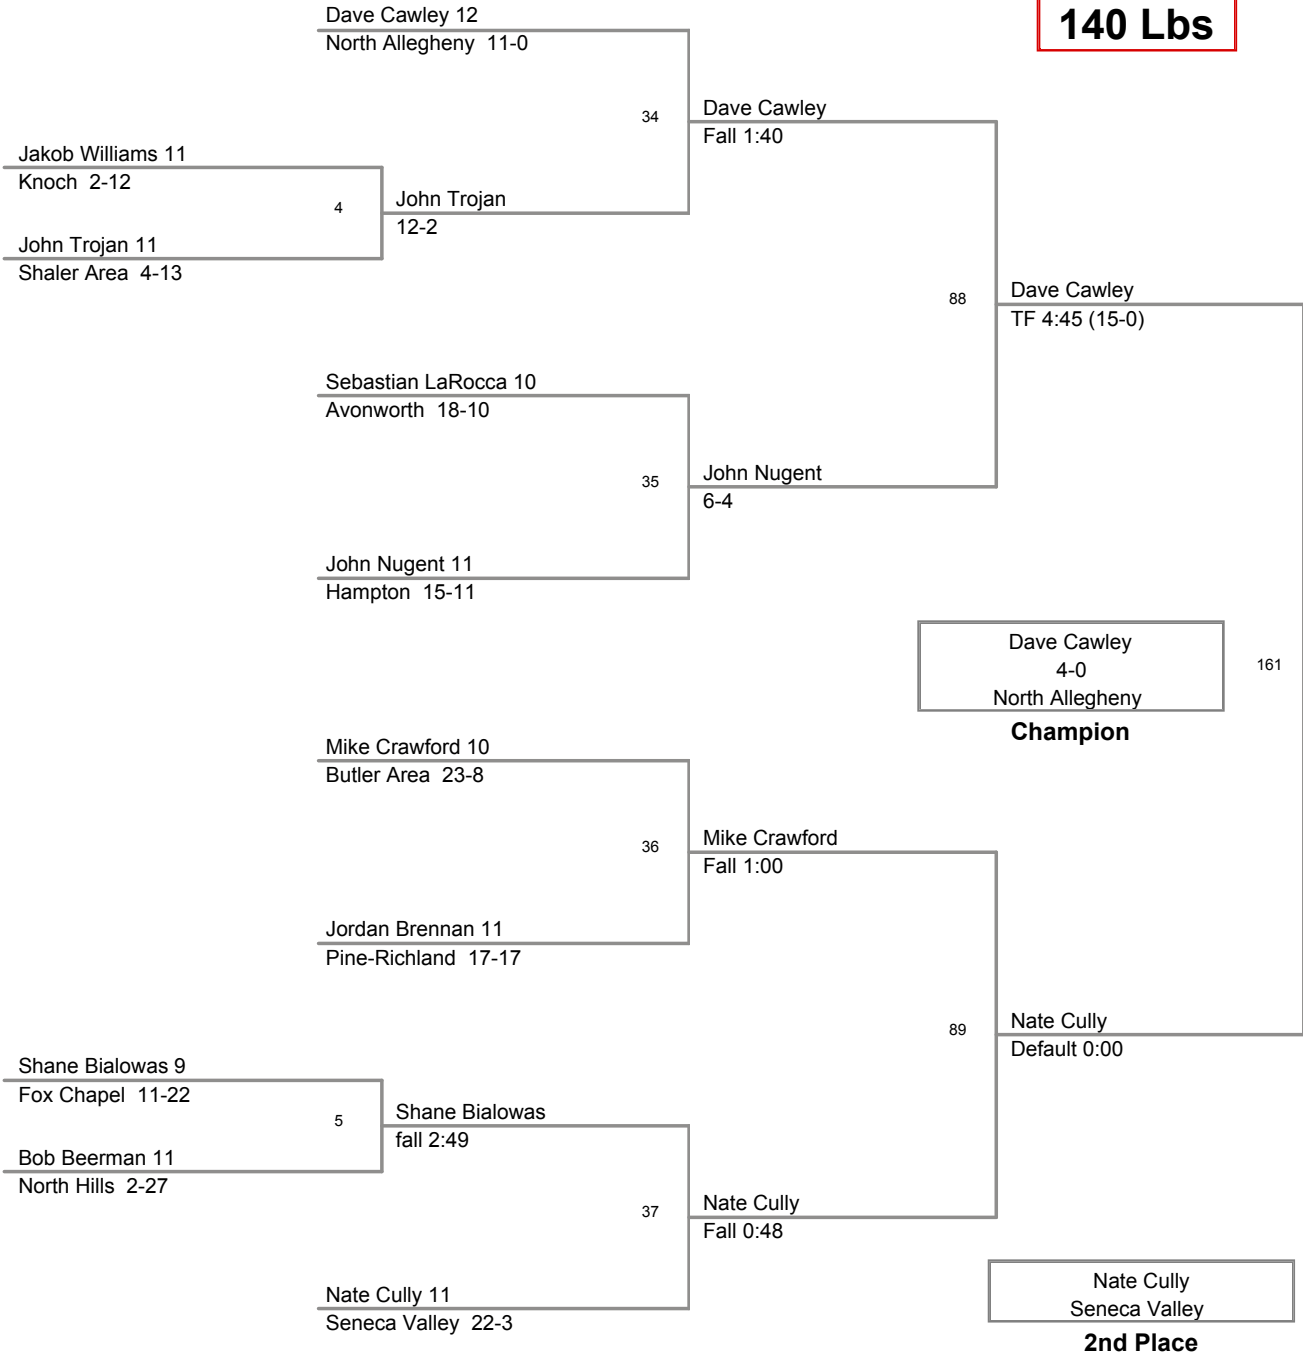 Dave Cawley 12
North Allegheny 11-0
140 Lbs
34
Dave Cawley
Fall 1:40
Jakob Williams 11
Knoch 2-12
4
John Trojan
12-2
John Trojan 11
Shaler Area 4-13
88
Dave Cawley
TF 4:45 (15-0)
Sebastian LaRocca 10
Avonworth 18-10
35
John Nugent
6-4
John Nugent 11
Hampton 15-11
Dave Cawley
4-0
North Allegheny
Champion
161
Mike Crawford 10
Butler Area 23-8
36
Mike Crawford
Fall 1:00
Jordan Brennan 11
Pine-Richland 17-17
89
Nate Cully
Default 0:00
Shane Bialowas 9
Fox Chapel 11-22
5
Shane Bialowas
fall 2:49
Bob Beerman 11
North Hills 2-27
37
Nate Cully
Fall 0:48
Nate Cully 11
Seneca Valley 22-3
Nate Cully
Seneca Valley
2nd Place